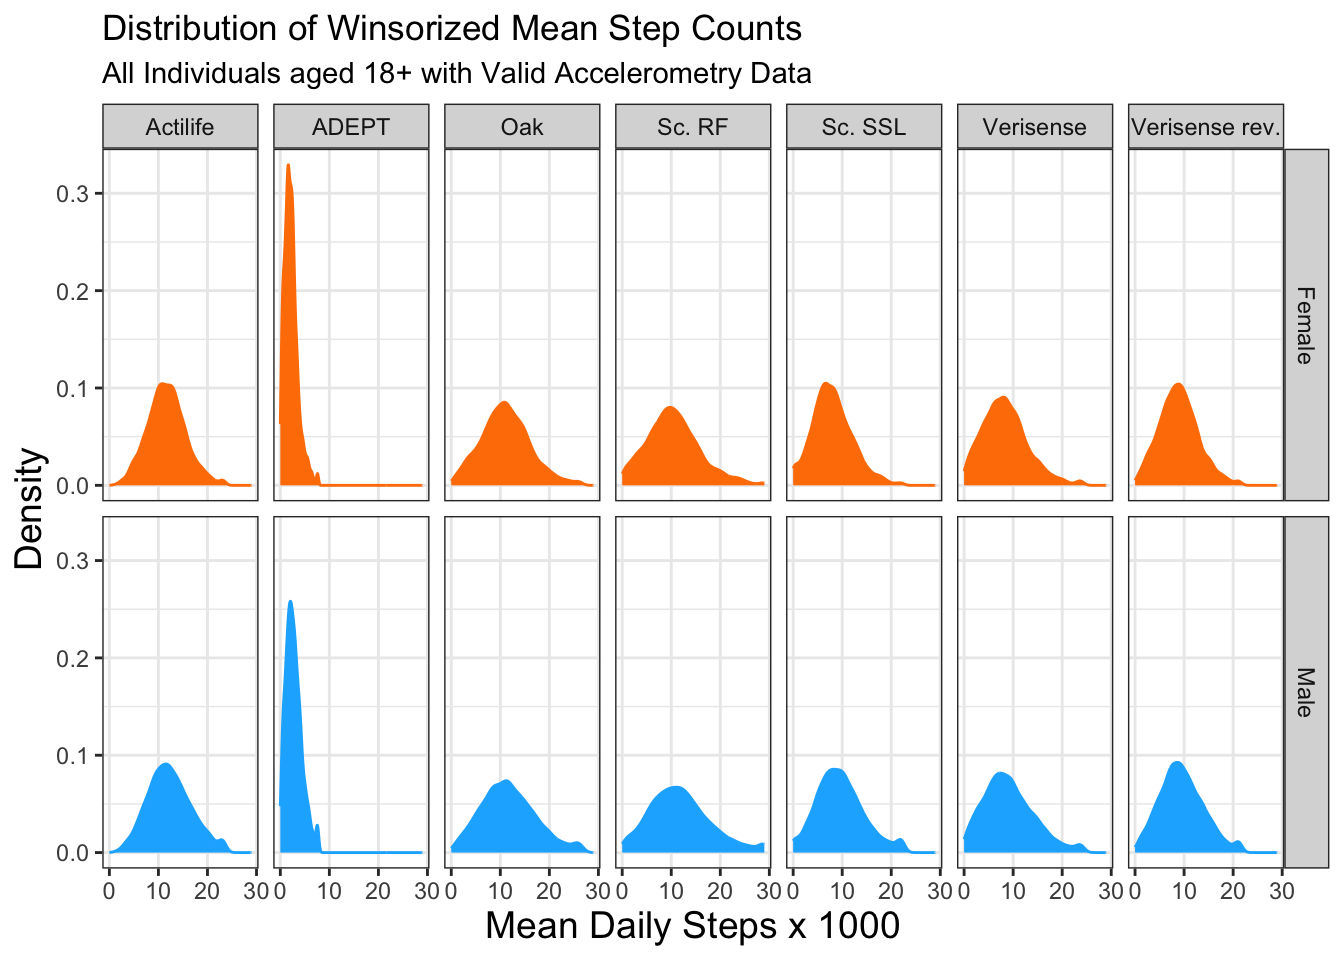 Distribution of Winsorized Mean Step Counts
All Individuals aged 18+ with Valid Accelerometry Data
Actilife ADEPT Oak Sc. RF Sc. SSL Verisense Verisense rev.
0.3
0.2
0.1
0.0
Female
Density
0.3
0.2
0.1
0.0
Male
0 10 20 30 0 10 20 30 0 10 20 30 0 10 20 30 0 10 20 30 0 10 20 30 0 10 20 30
Mean Daily Steps x 1000